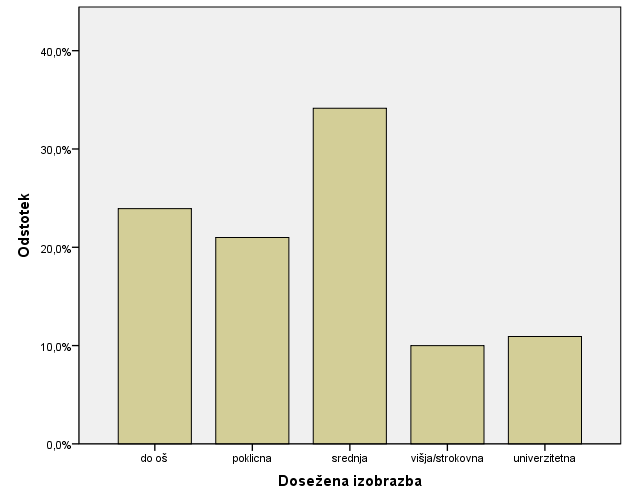 40,0%
30,0%
20,0%
10,0%
0,0%
Odstotek
do oš
poklicna
srednja
višja/strokovna
univerzitetna
Dosežena izobrazba